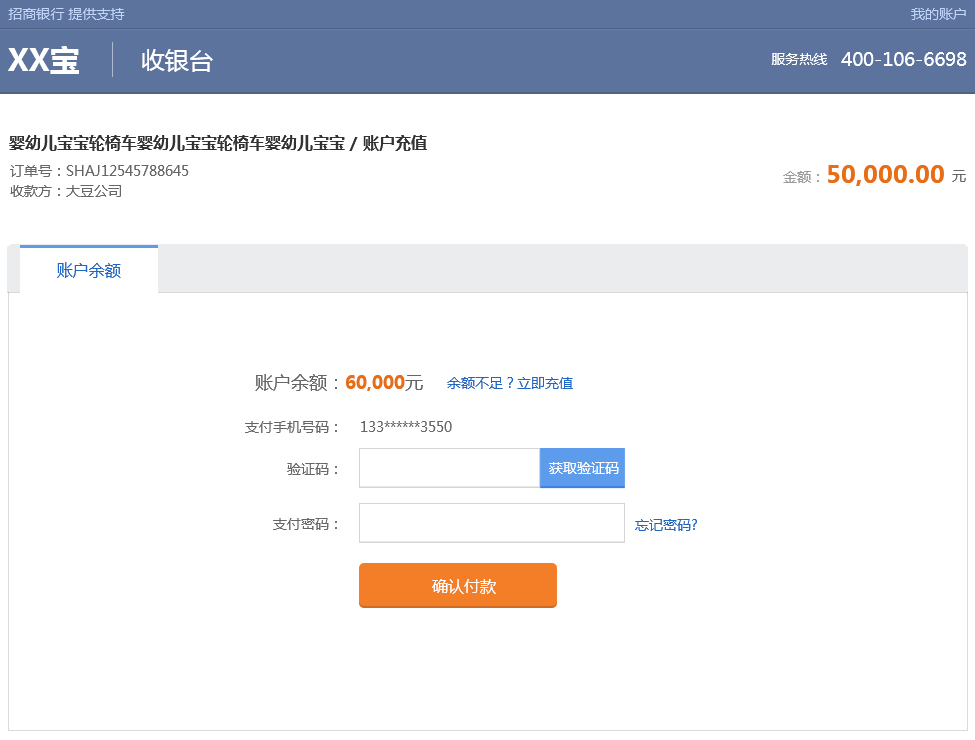 招商银行 提供支持 我的账户
XX宝 收银台 服务热线 400-106-6698
婴幼儿宝宝轮椅车婴幼儿宝宝轮椅车婴幼儿宝宝 / 账户充值
订单号：SHAJ12545788645
收款方：大豆公司
金额：50,000.00 元
账户余额
账户余额：60,000元 余额不足？立即充值
支付手机号码： 133******3550
验证码： 获取验证码
支付密码： 忘记密码?
确认付款